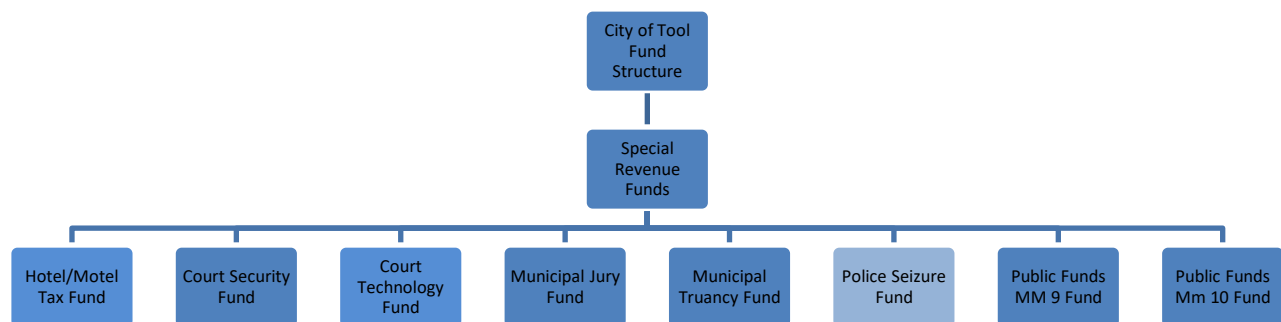 City of Tool
Fund
Structure
Special
Revenue
Funds
Hotel/Motel
Tax Fund
Court Security
Fund
Court
Technology
Fund
Municipal Jury
Fund
Municipal
Truancy Fund
Police Seizure
Fund
Public Funds
MM 9 Fund
Public Funds
Mm 10 Fund